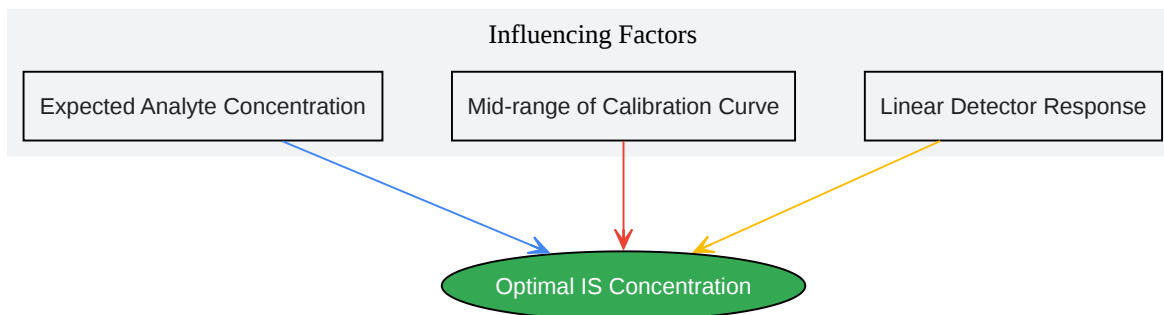 Influencing Factors
Expected Analyte Concentration
Mid-range of Calibration Curve
Linear Detector Response
Optimal IS Concentration